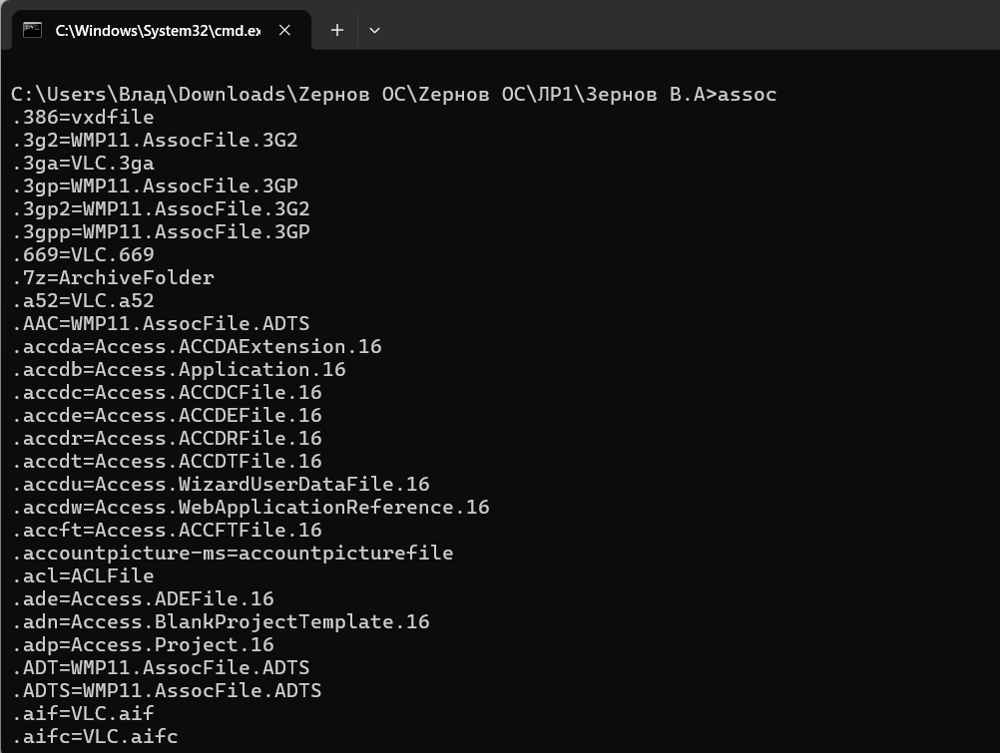 C:\Windows\System32\cmd.ex
C:\Users\Влад\Downloads\Zернов ОС\Zернов ОС\ЛР1\Зернов В.А>assoc
.386=vxdfile
.3g2=WMP11.AssocFile.3G2
.3ga=VLC.3ga
.3gp=WMP11.AssocFile.3GP
.3gp2=WMP11.AssocFile.3G2
.3gpp=WMP11.AssocFile.3GP
.669=VLC.669
.7z=ArchiveFolder
.a52=VLC.a52
.AAC=WMP11.AssocFile.ADTS
.accda=Access.ACCDAExtension.16
.accdb=Access.Application.16
.accdc=Access.ACCDCFile.16
.accde=Access.ACCDEFile.16
.accdr=Access.ACCDRFile.16
.accdt=Access.ACCDTFile.16
.accdu=Access.WizardUserDataFile.16
.accdw=Access.WebApplicationReference.16
.accft=Access.ACCFTFile.16
.accountpicture-ms=accountpicturefile
.acl=ACLFile
.ade=Access.ADEFile.16
.adn=Access.BlankProjectTemplate.16
.adp=Access.Project.16
.ADT=WMP11.AssocFile.ADTS
.ADTS=WMP11.AssocFile.ADTS
.aif=VLC.aif
.aifc=VLC.aifc